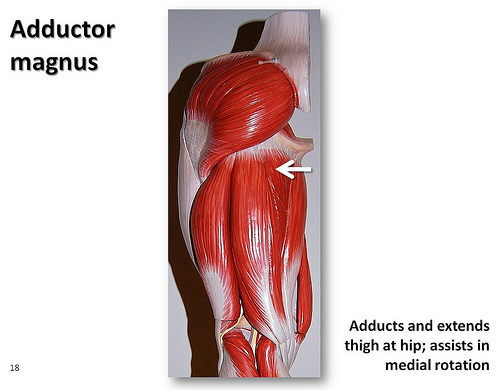 Adductor
magnus
Adducts and extends
thigh at hip; assists in
medial rotation
18